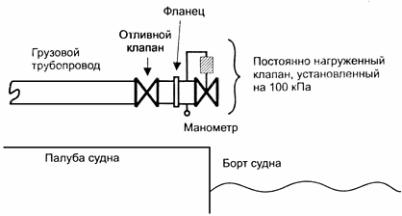 Фланец
Отливной
клапан
Грузовой
трубопровод
Постоянно нагруженный
клапан, установленный
на 100 кПа
Манометр
Палуба судна
Борт судна